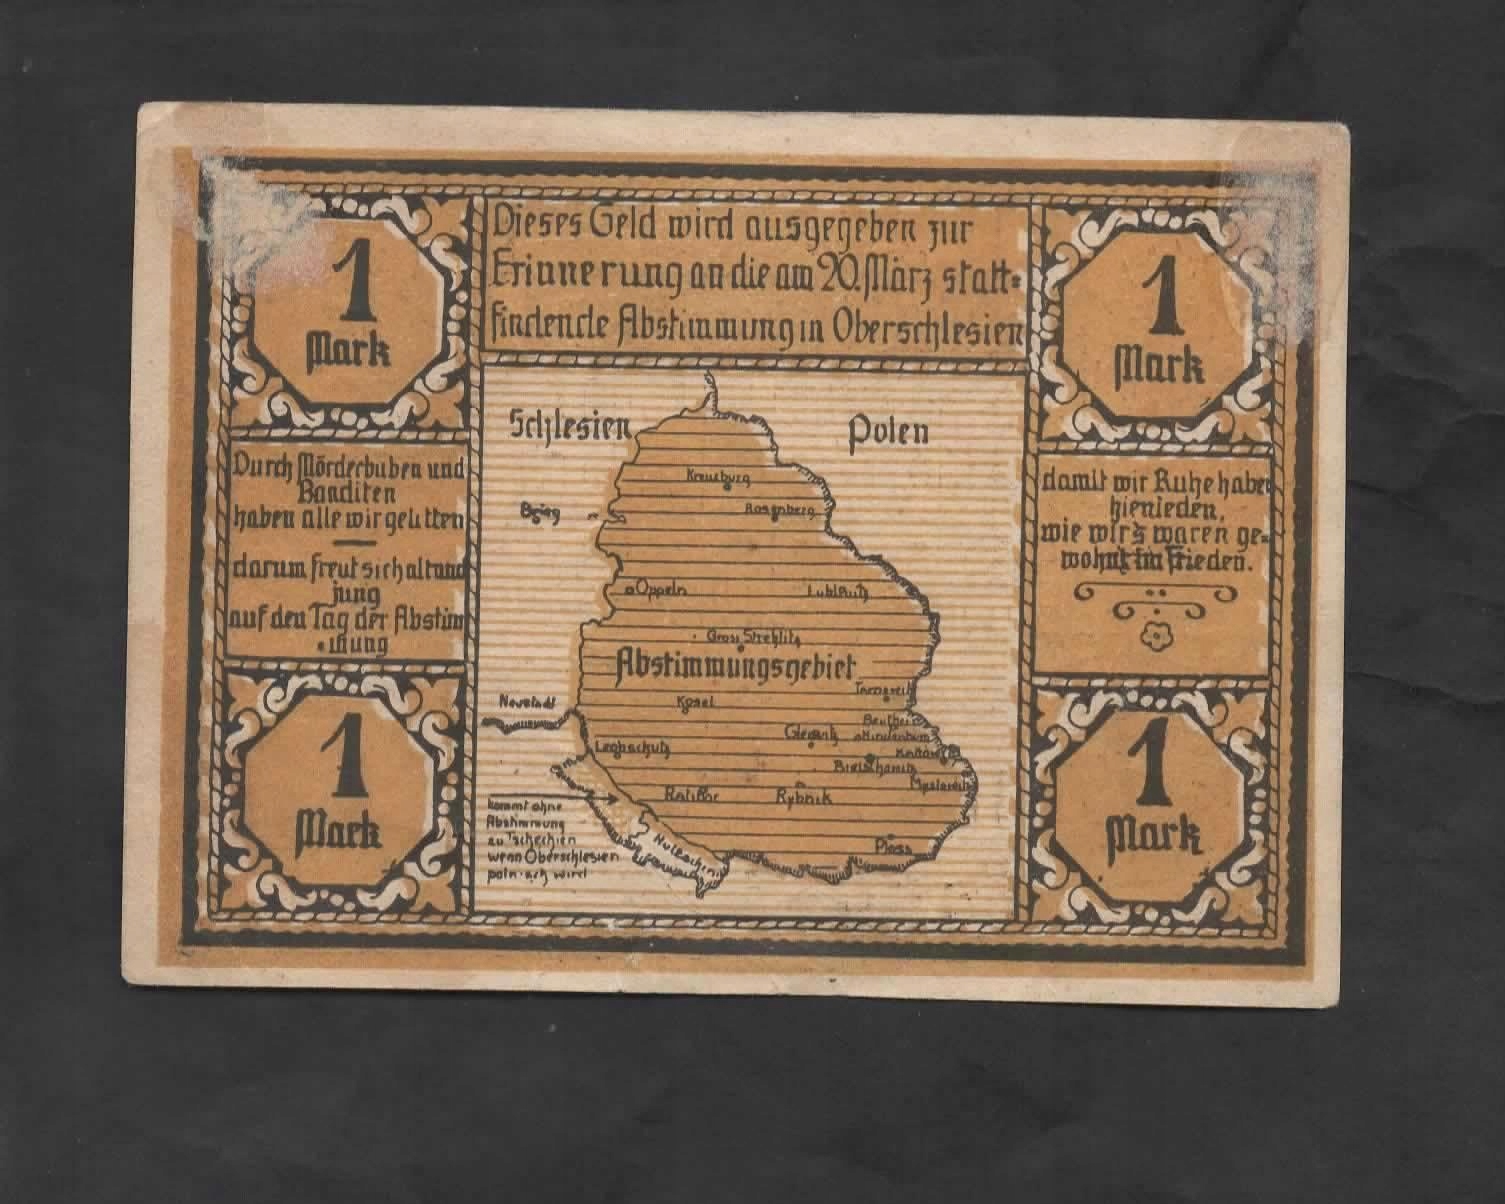 1
Mark
Dieses Geld wird ausgegeben zur
Erinnerung an die am 20. März statt=
findende Abstimmung in Oberschlesien
1
Mark
Durch Mörderbuben und
Banditen
haben alle wir gelitten
darum freut sich alt und
jung
auf den Tag der Abstim
=mung
damit wir Ruhe haben
hienieden,
wie wir's waren ge=
wohnt im Frieden.
Schlesien
Polen
Kreuzburg
Brieg
Rosenberg
Oppeln
Lublinitz
Gross Strehlitz
Abstimmungsgebiet
Neustadt
Kosel
Beuthen
Gleiwitz
Hindenburg
Leobschütz
Ratibor
Rybnik
Pless
Hultschin
kommt ohne
Abstimmung
zu Tschechien
wenn Oberschlesien
polnisch wird
1
Mark
1
Mark